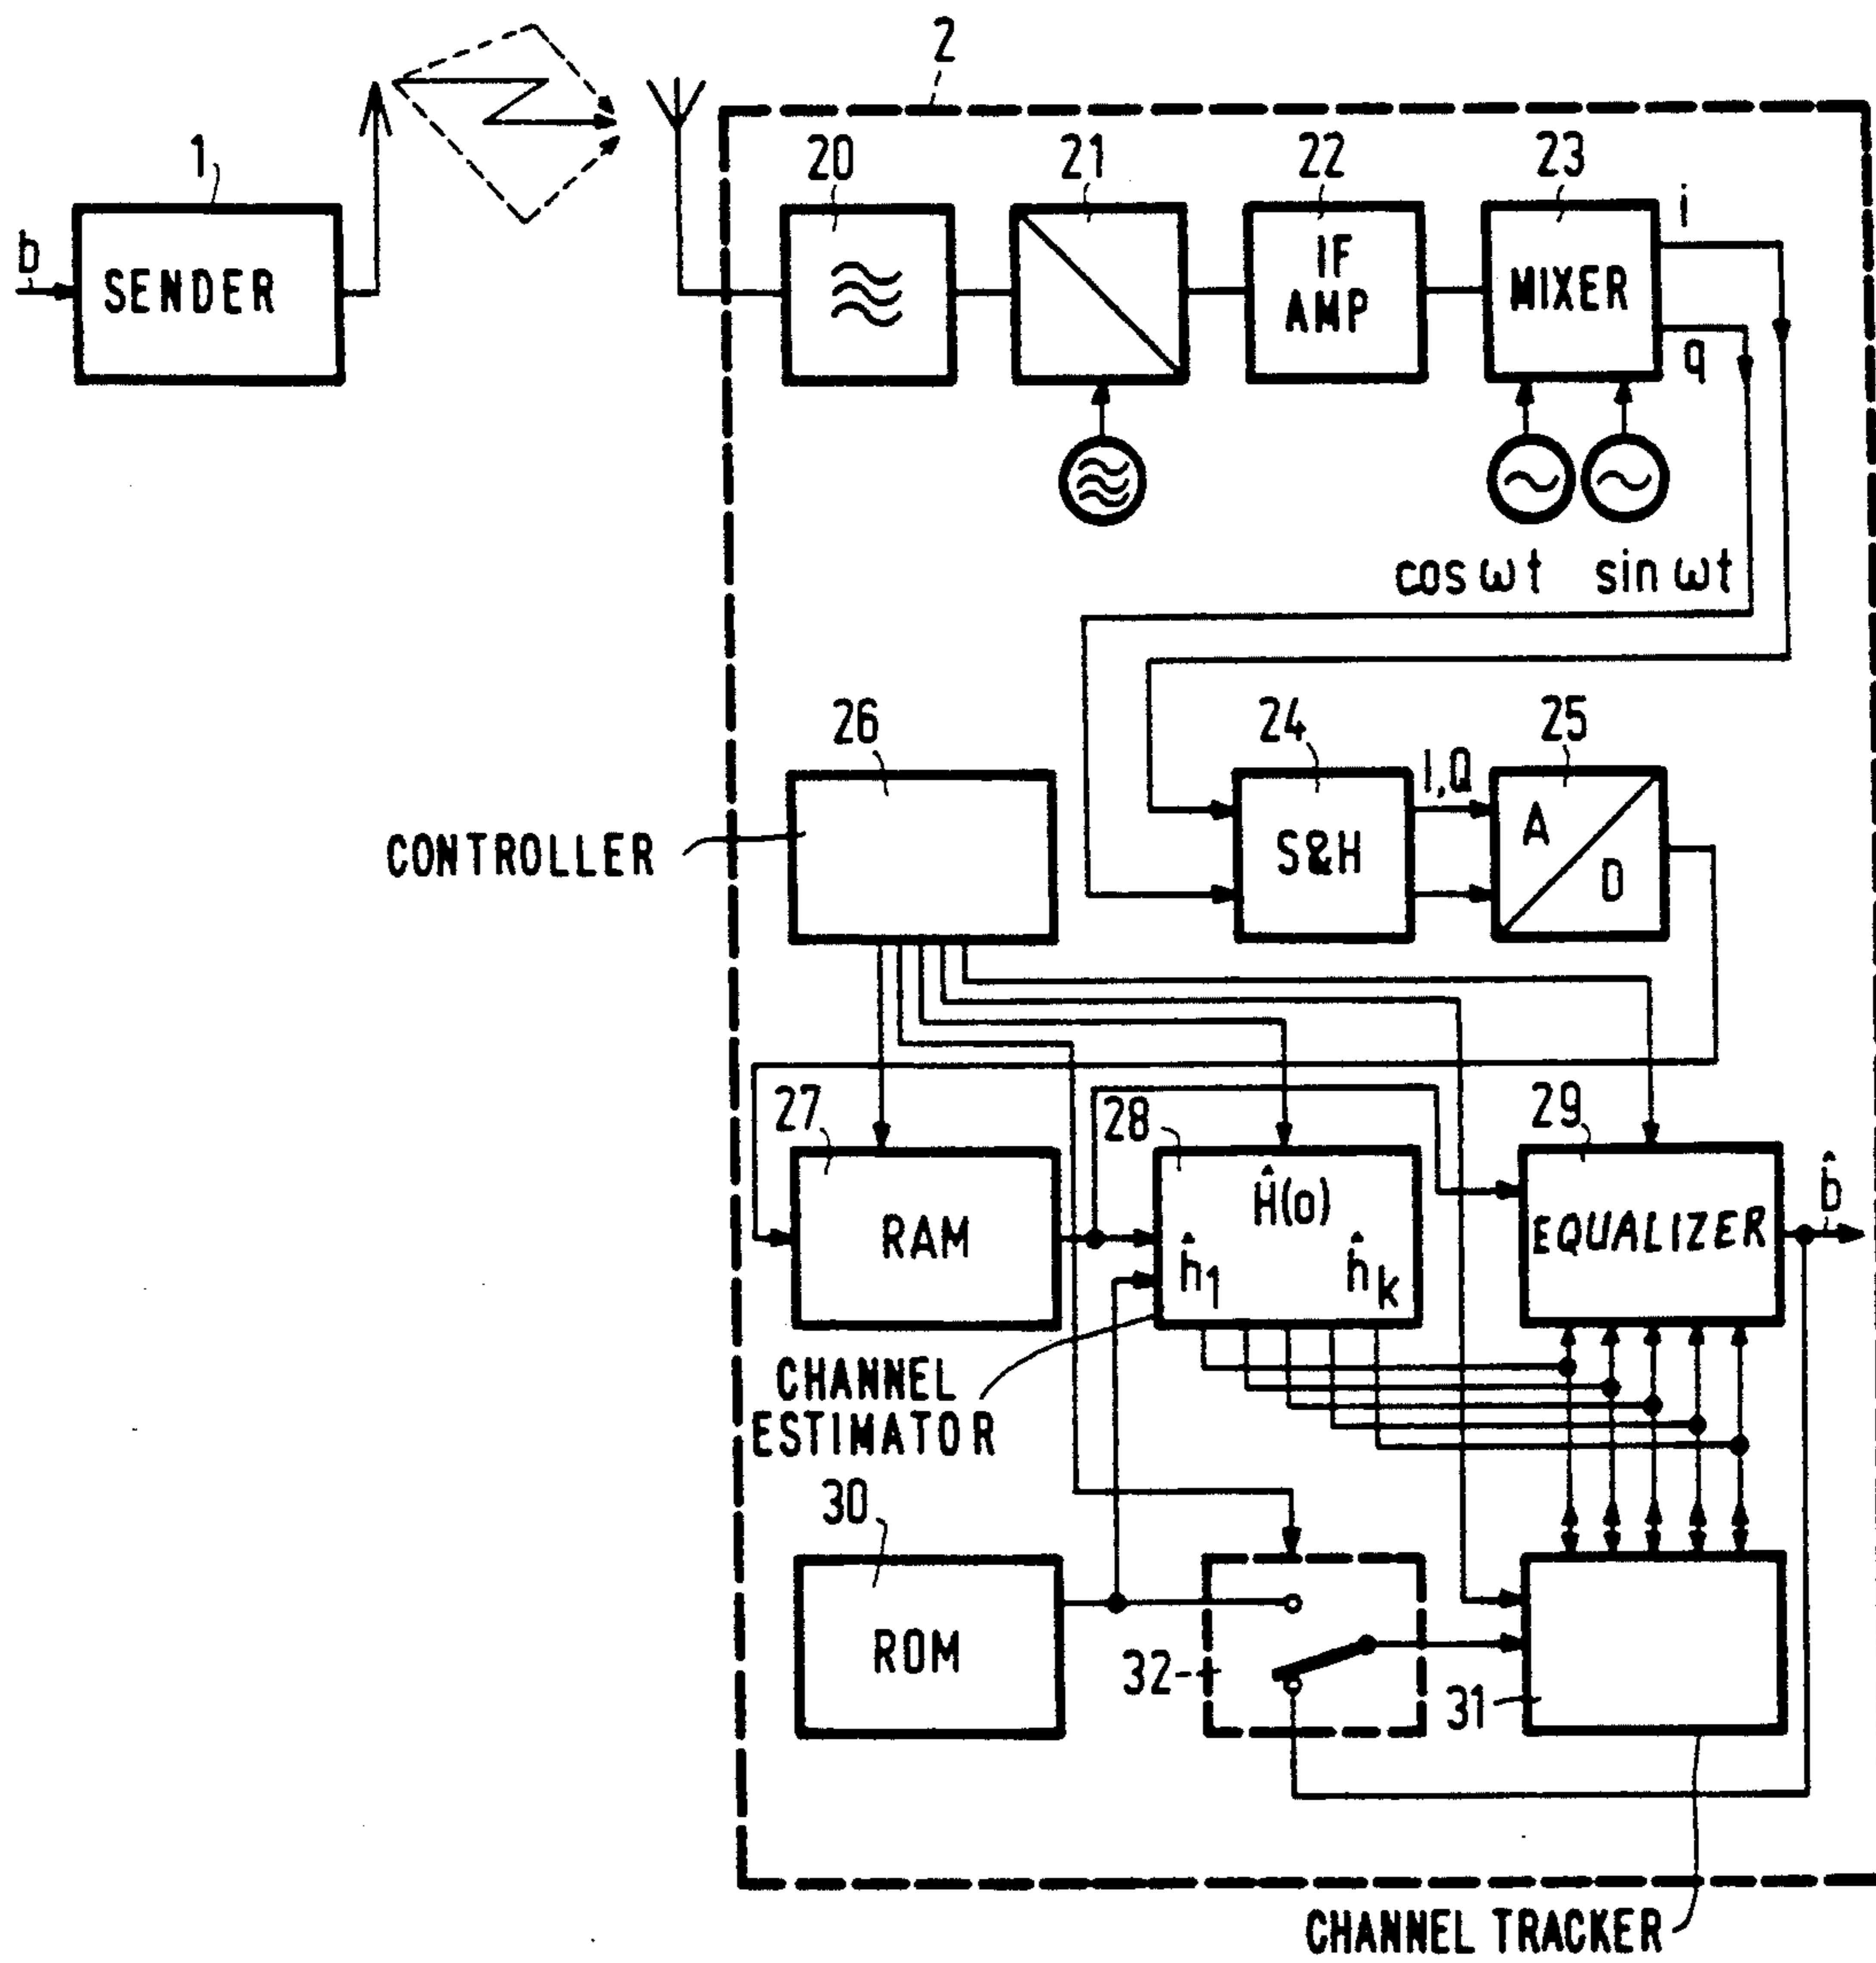 2
1
b
SENDER
20
21
22
23
IF
AMP
MIXER
i
q
cos ωt
sin ωt
26
24
25
CONTROLLER
S&H
I,Q
A
D
27
28
29
RAM
Ĥ(o)
ĥ1
ĥk
EQUALIZER
b̂
CHANNEL
ESTIMATOR
30
ROM
32
31
CHANNEL TRACKER